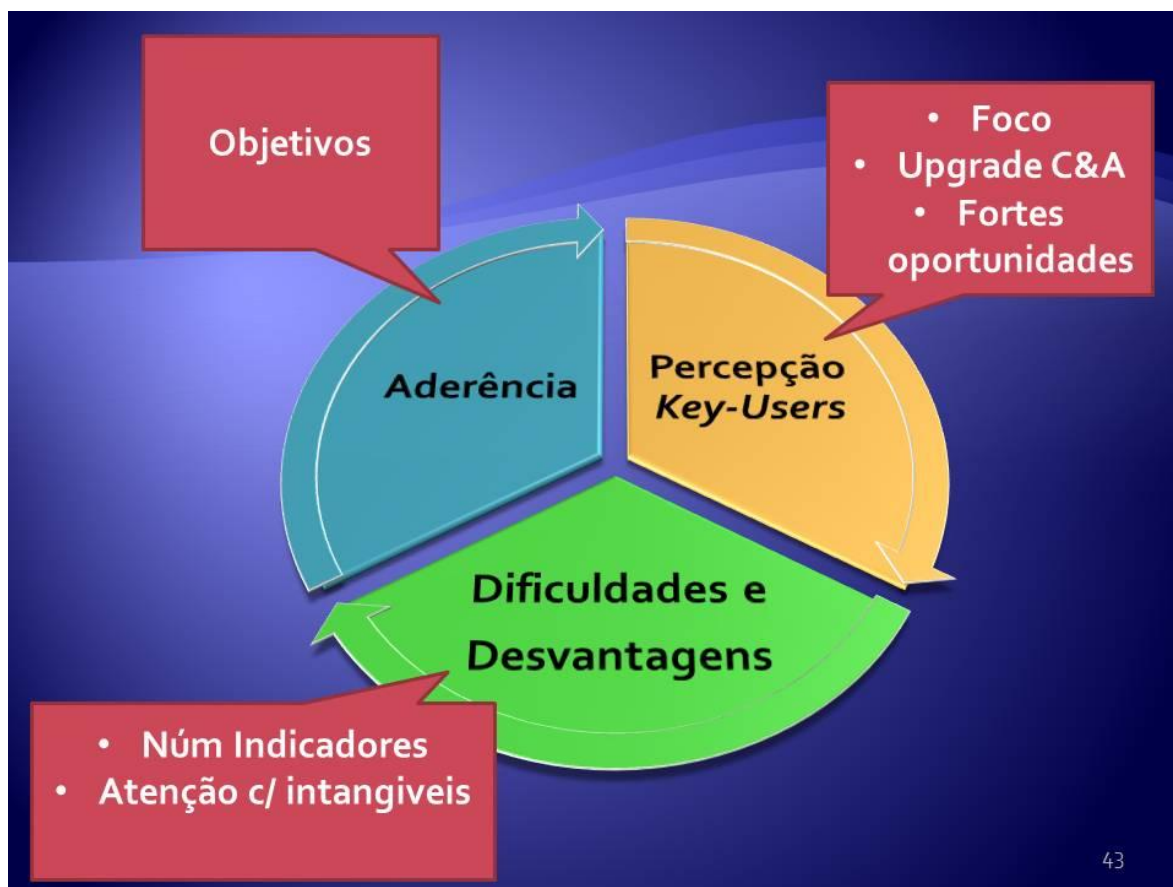 Objetivos
• Foco
• Upgrade C&A
• Fortes
oportunidades
Aderência
Percepção
Key-Users
Dificuldades e
Desvantagens
• Núm Indicadores
• Atenção c/ intangiveis
43